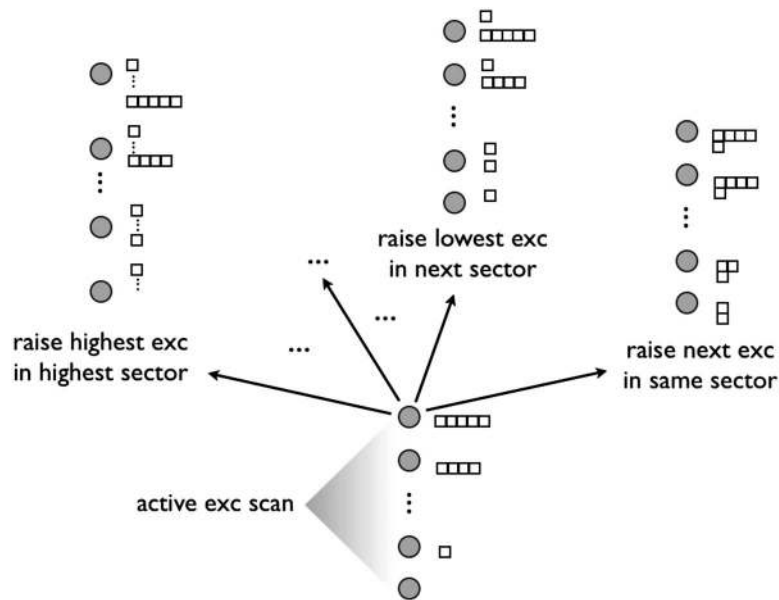 raise lowest exc
in next sector
...
...
raise highest exc
in highest sector
...
raise next exc
in same sector
active exc scan